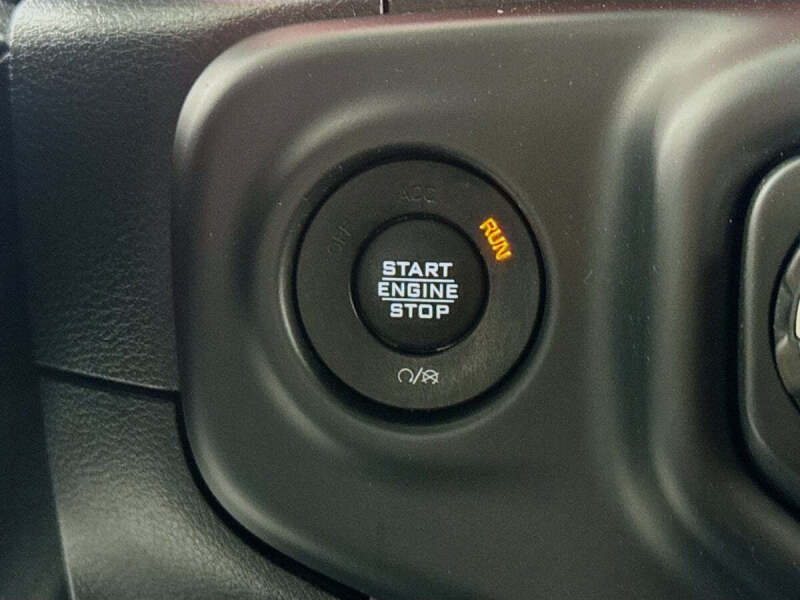 OFF
ACC
RUN
START
ENGINE
STOP